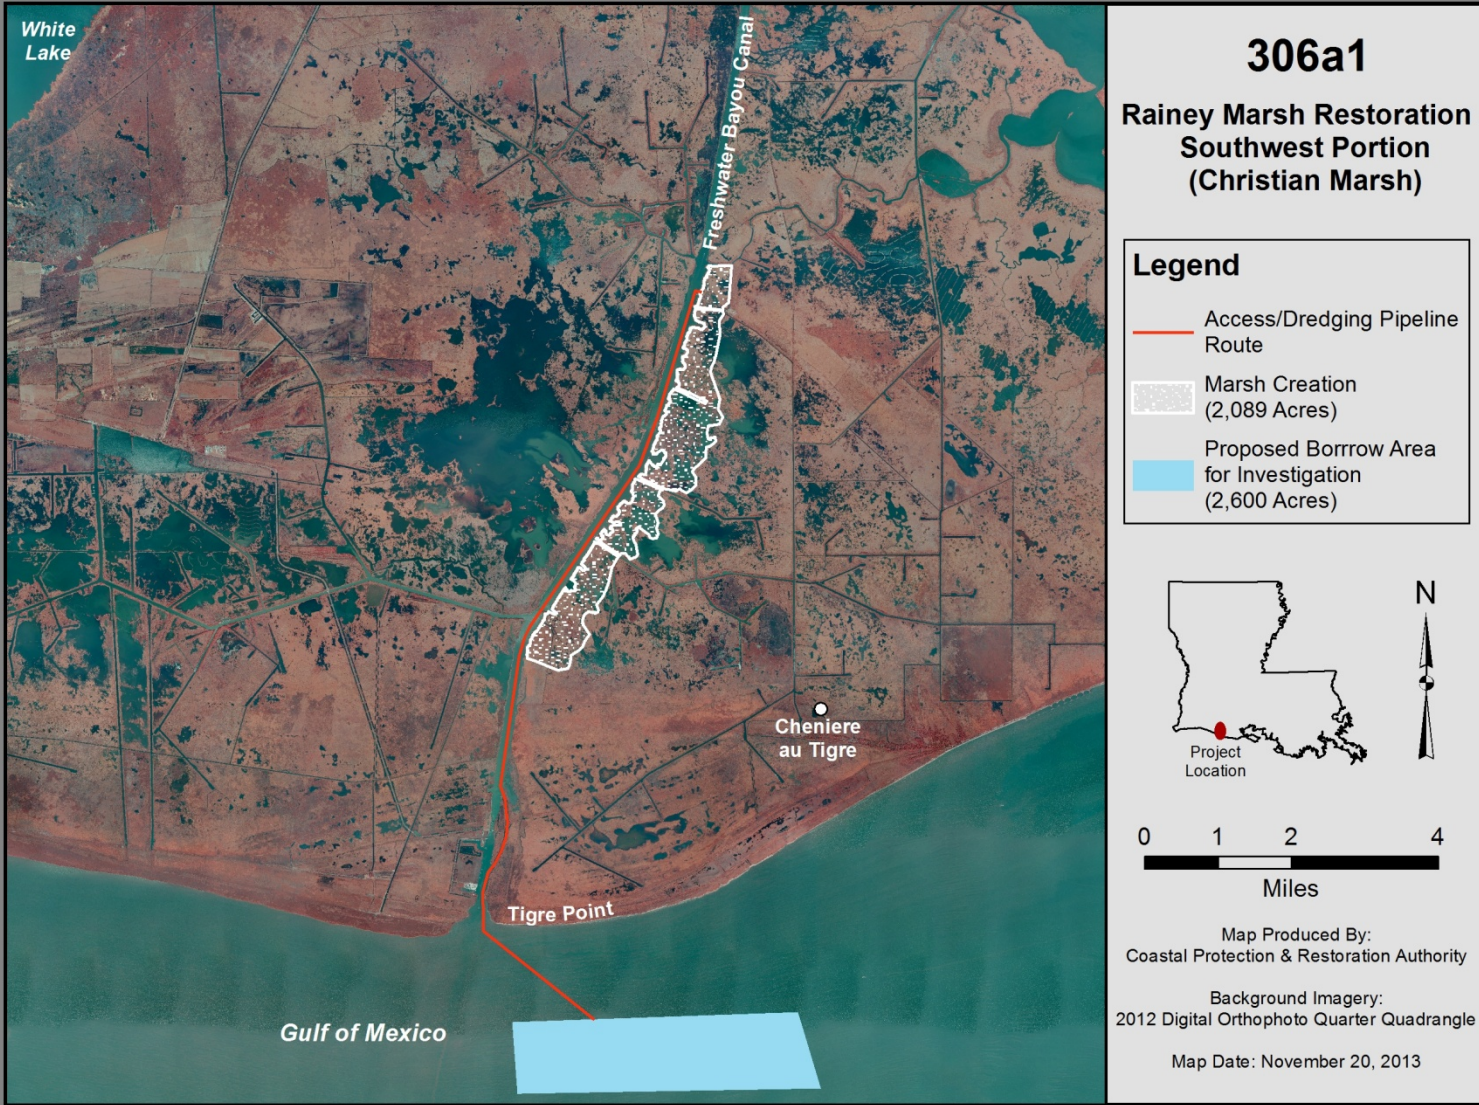 White
Lake
Freshwater Bayou Canal
Cheniere
au Tigre
Tigre Point
Gulf of Mexico
306a1
Rainey Marsh Restoration
Southwest Portion
(Christian Marsh)
Legend
Access/Dredging Pipeline
Route
Marsh Creation
(2,089 Acres)
Proposed Borrrow Area
for Investigation
(2,600 Acres)
Project
Location
N
0 1 2 4
Miles
Map Produced By:
Coastal Protection & Restoration Authority
Background Imagery:
2012 Digital Orthophoto Quarter Quadrangle
Map Date: November 20, 2013